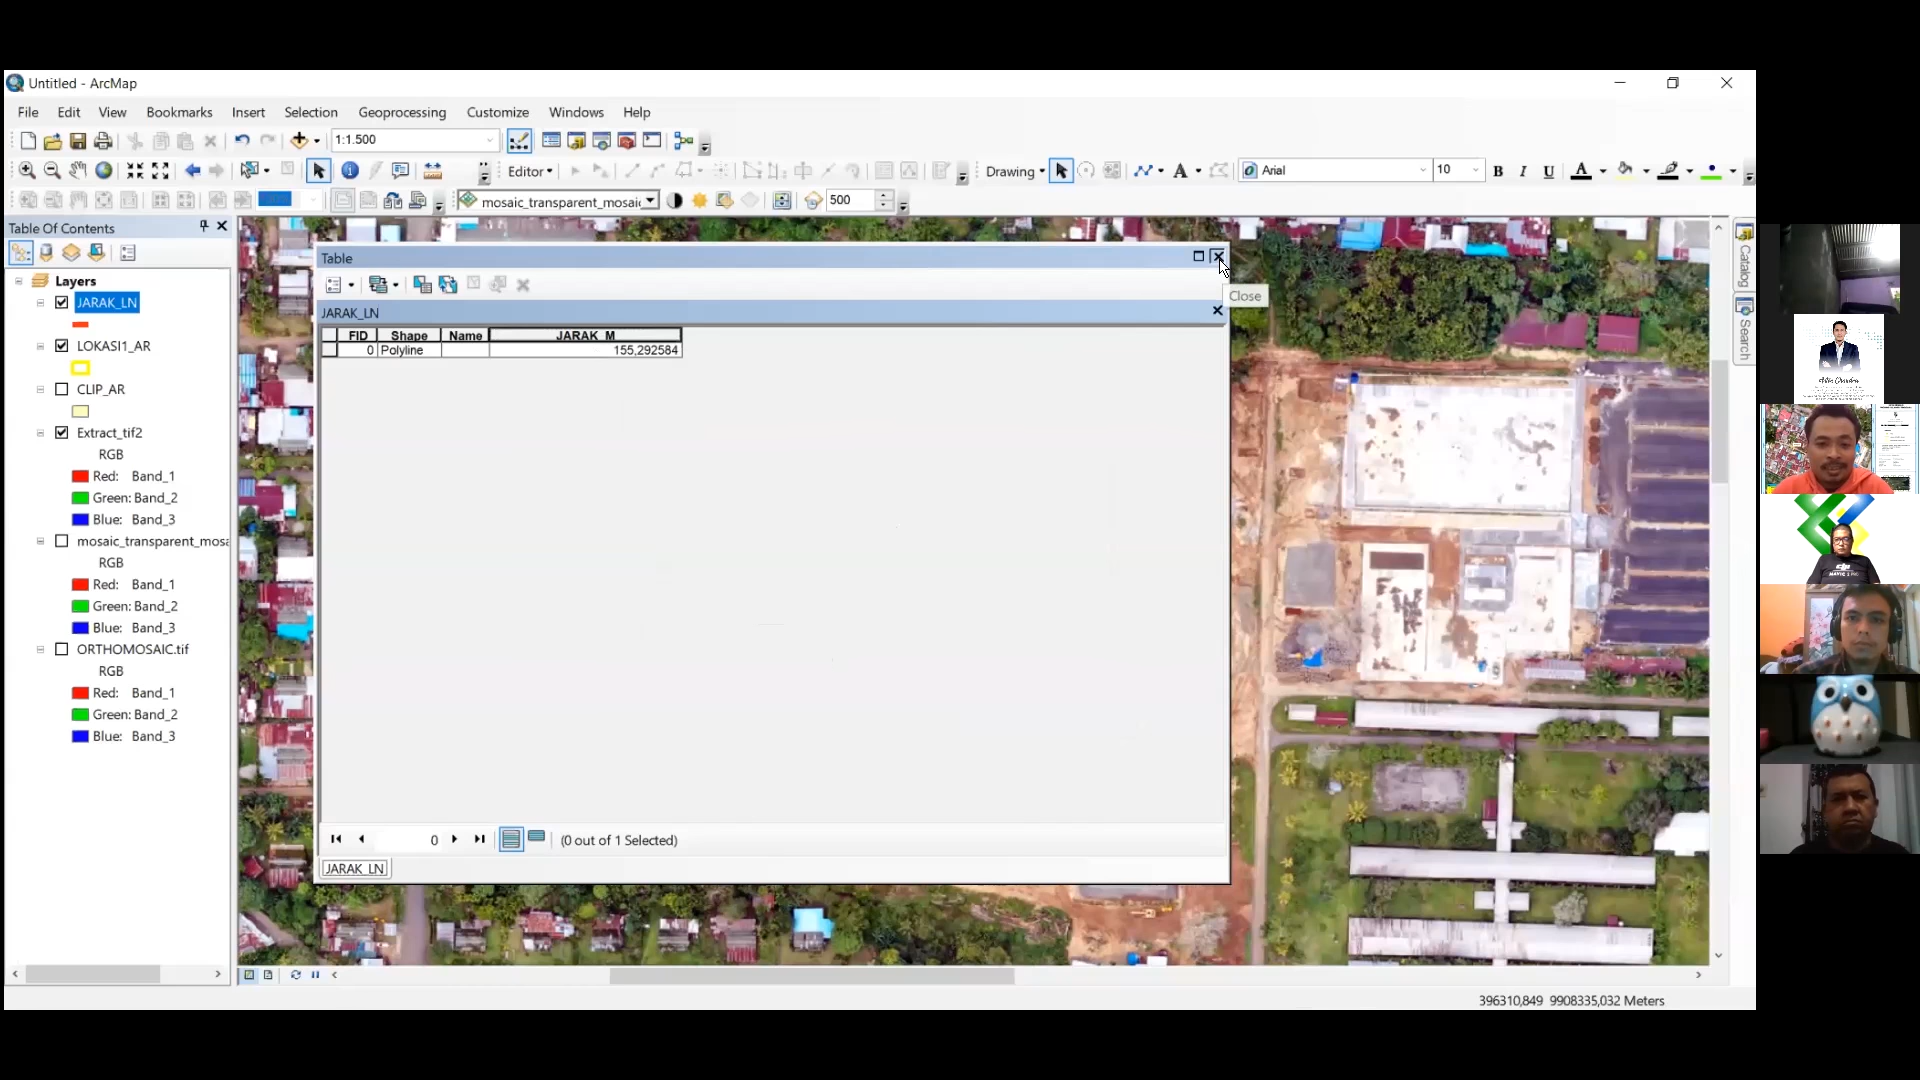 Untitled - ArcMap
File Edit View Bookmarks Insert Selection Geoprocessing Customize Windows Help
1:1.500
Editor
Drawing
A
Arial
10
B I U A
mosaic_transparent_mosaic
500
Table Of Contents
Layers
JARAK_LN
LOKASI1_AR
CLIP_AR
Extract_tif2
RGB
Red: Band_1
Green: Band_2
Blue: Band_3
mosaic_transparent_mosa
RGB
Red: Band_1
Green: Band_2
Blue: Band_3
ORTHOMOSAIC.tif
RGB
Red: Band_1
Green: Band_2
Blue: Band_3
Table
Close
JARAK_LN
FID Shape Name JARAK_M
0 Polyline 155,292584
0
(0 out of 1 Selected)
JARAK_LN
Catalog
Search
396310,849 9908335,032 Meters